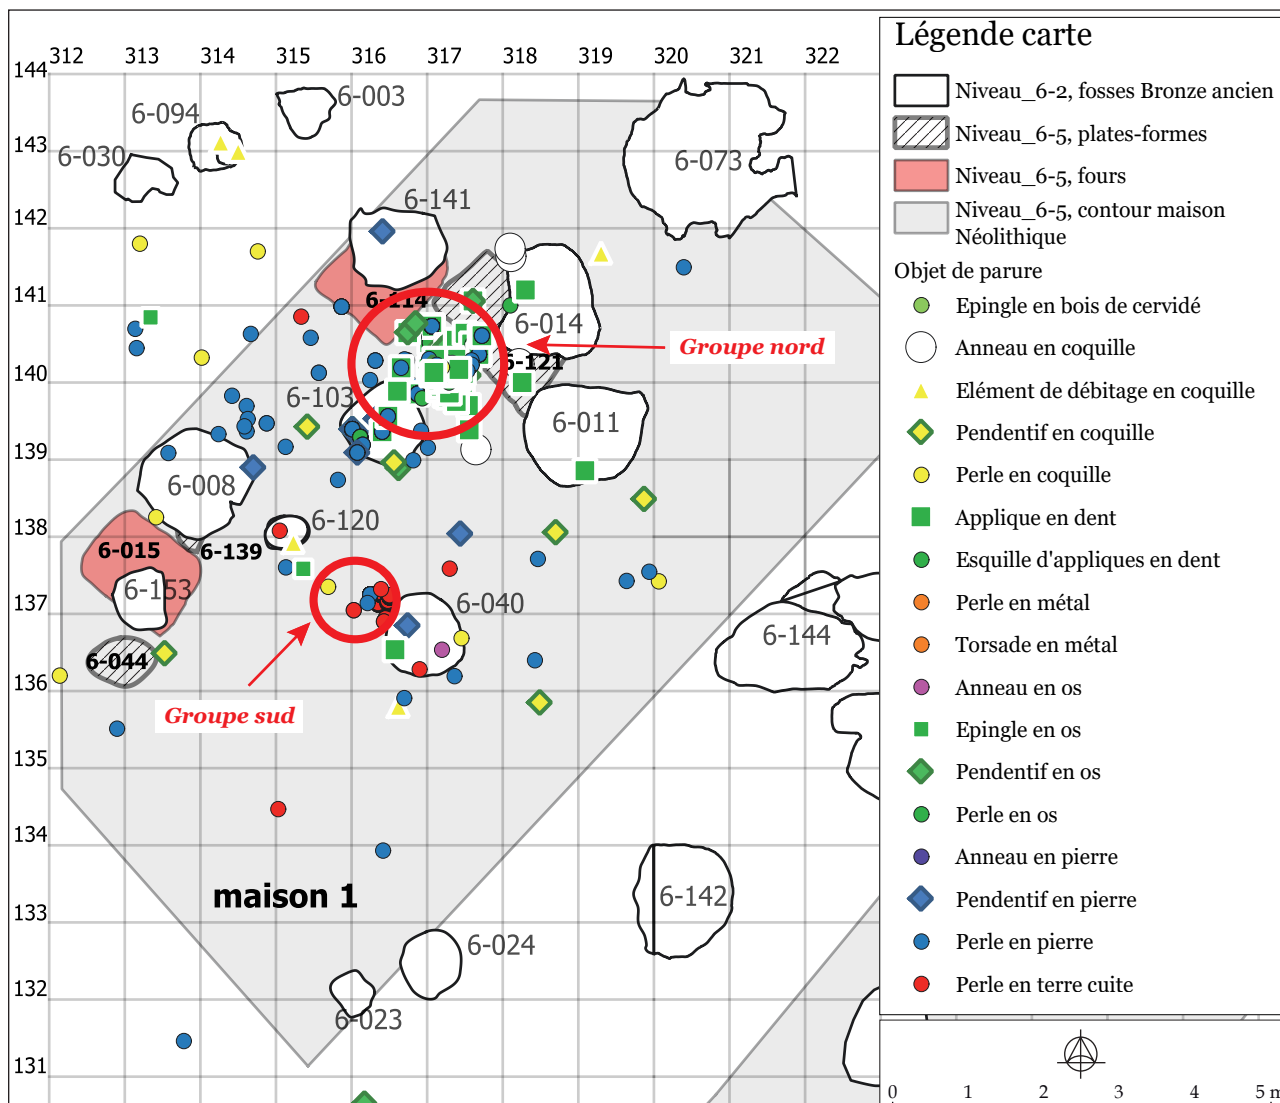 312 313 314 315 316 317 318 319 320 321 322
144
143
142
141
140
139
138
137
136
135
134
133
132
131
6-003
6-094
6-030
6-073
6-141
6-114
6-014
Groupe nord
6-121
6-103
6-011
6-008
6-120
6-139
6-015
6-153
6-040
6-144
6-044
Groupe sud
maison 1
6-142
6-024
6-023
Légende carte
Niveau_6-2, fosses Bronze ancien
Niveau_6-5, plates-formes
Niveau_6-5, fours
Niveau_6-5, contour maison
Néolithique
Objet de parure
Epingle en bois de cervidé
Anneau en coquille
Elément de débitage en coquille
Pendentif en coquille
Perle en coquille
Applique en dent
Esquille d'appliques en dent
Perle en métal
Torsade en métal
Anneau en os
Epingle en os
Pendentif en os
Perle en os
Anneau en pierre
Pendentif en pierre
Perle en pierre
Perle en terre cuite
0 1 2 3 4 5 m